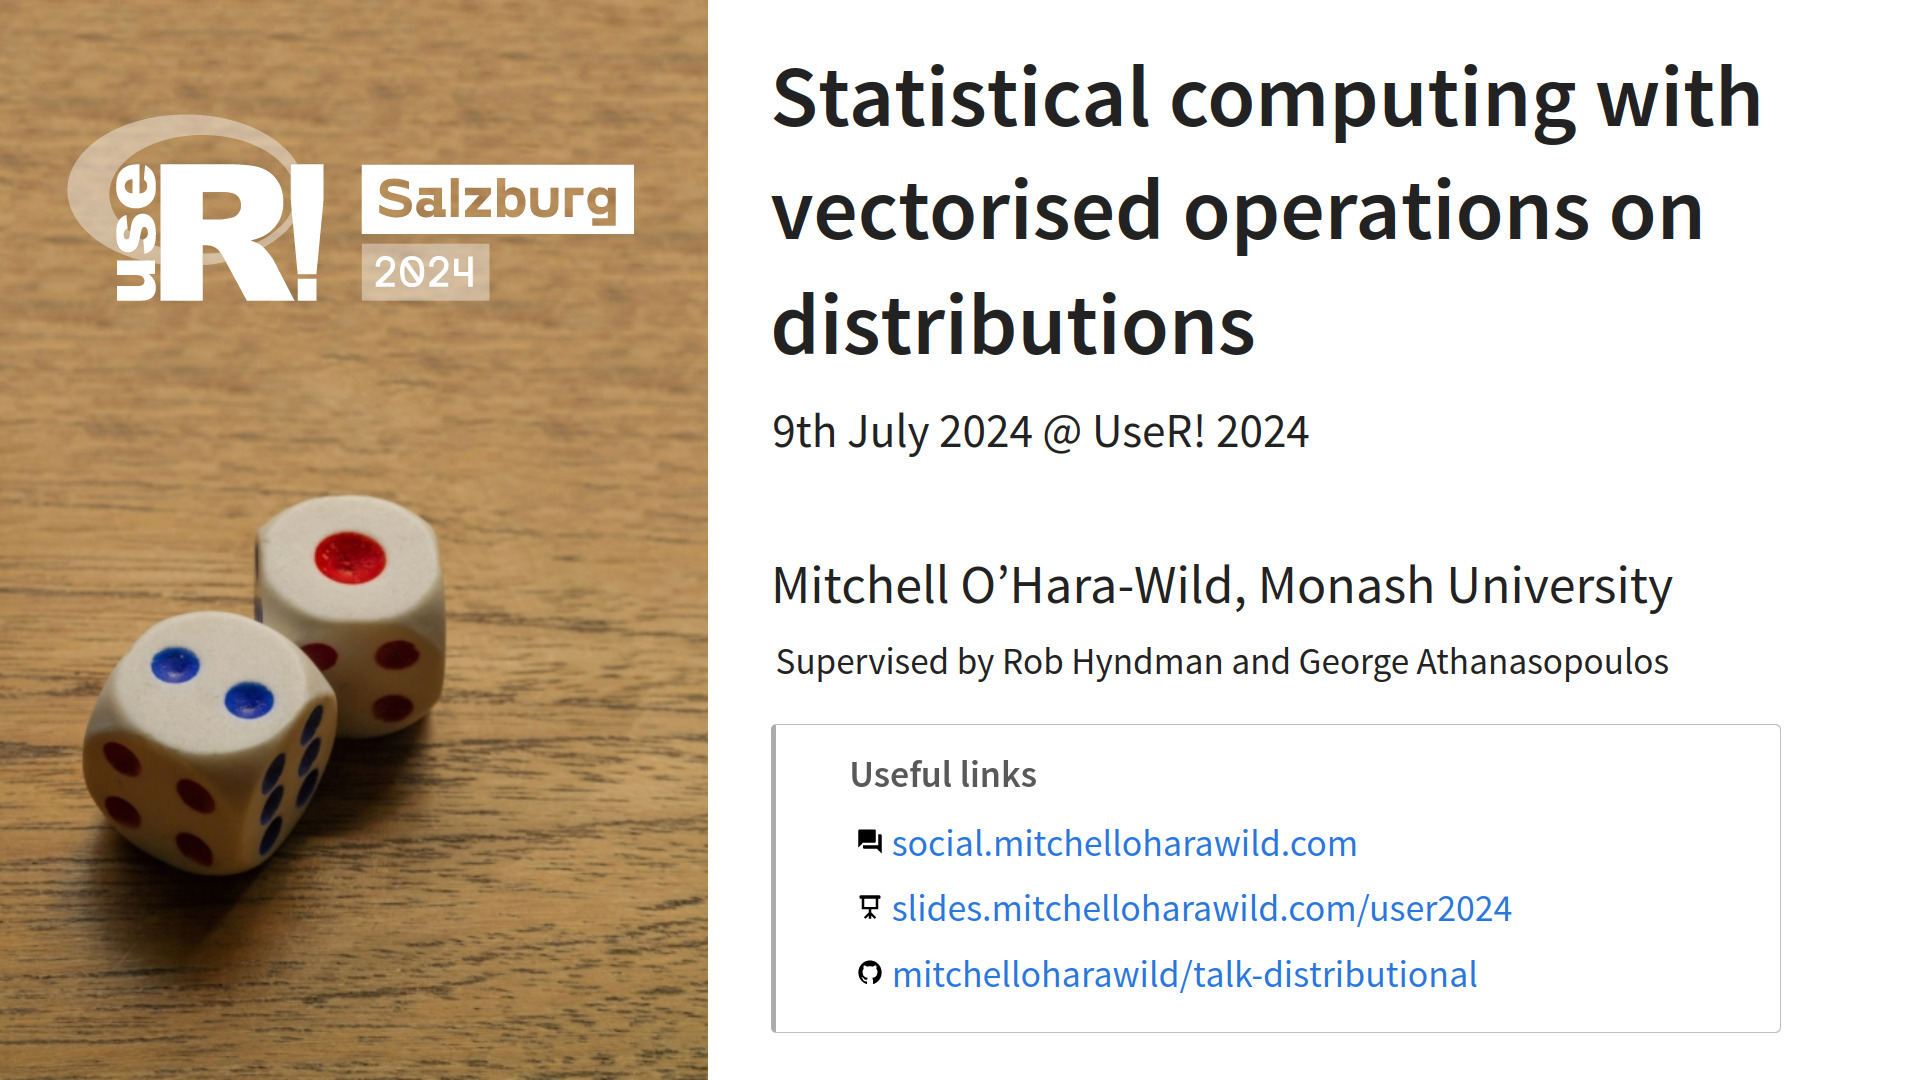 use
R!
Salzburg
2024
Statistical computing with
vectorised operations on
distributions
9th July 2024 @ UseR! 2024
Mitchell O’Hara-Wild, Monash University
Supervised by Rob Hyndman and George Athanasopoulos
Useful links
social.mitchelloharawild.com
slides.mitchelloharawild.com/user2024
mitchelloharawild/talk-distributional